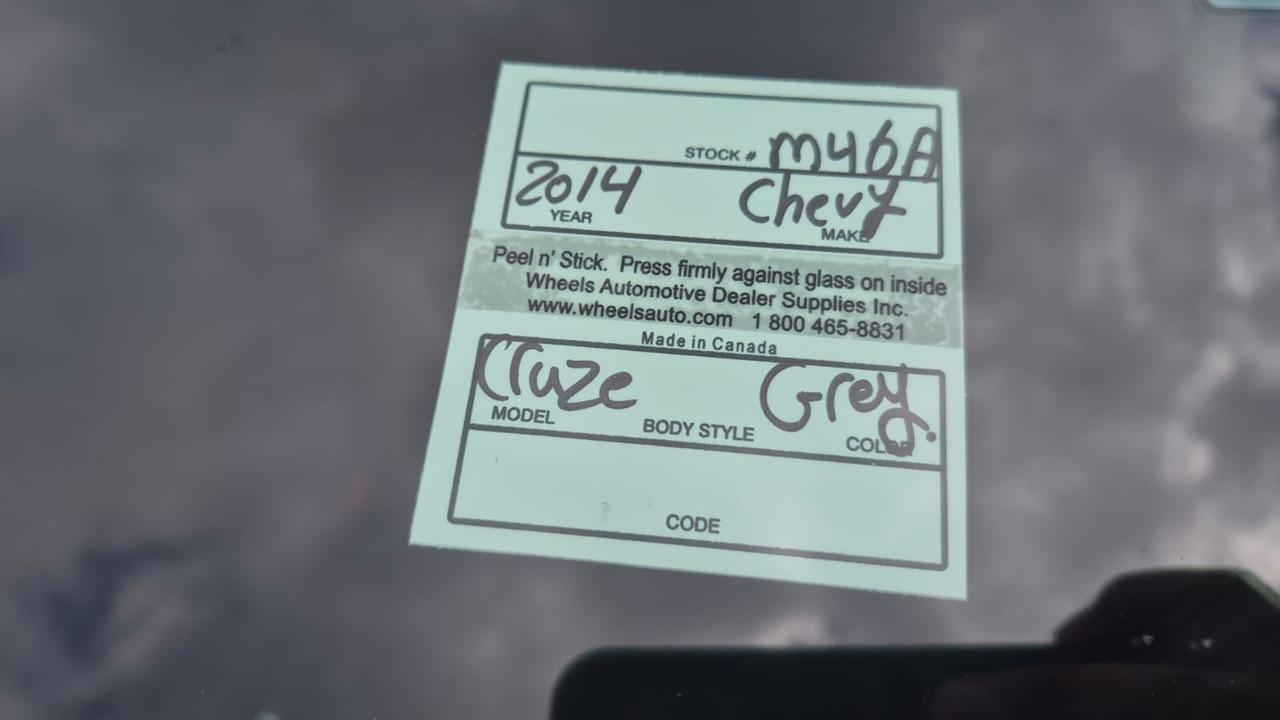 STOCK # M46A
2014 Chevy
YEAR MAKE
Peel n' Stick. Press firmly against glass on inside
Wheels Automotive Dealer Supplies Inc.
www.wheelsauto.com 1 800 465-8831
Made in Canada
Cruze Grey.
MODEL BODY STYLE COLOR
CODE